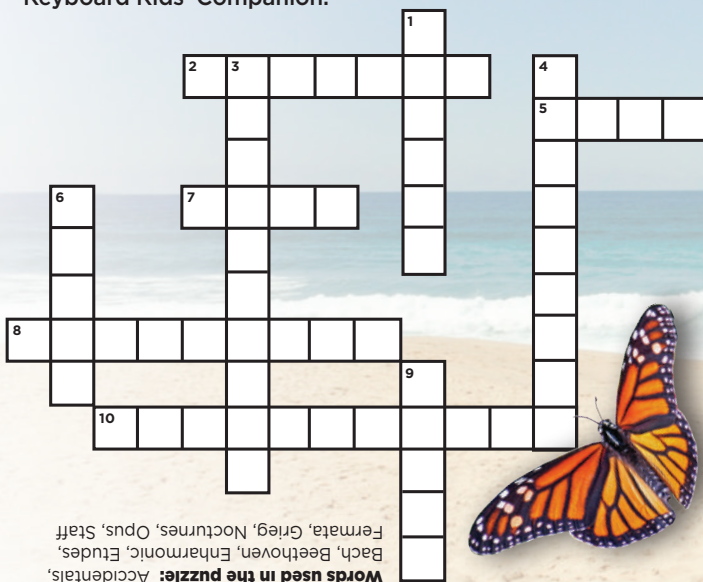 Keyboard Kids' Companion.
1
2 3 4
5
6 7
8
9
10
Words used in the puzzle: Accidentals,
Bach, Beethoven, Enharmonic, Etudes,
Fermata, Grieg, Nocturnes, Opus, Staff